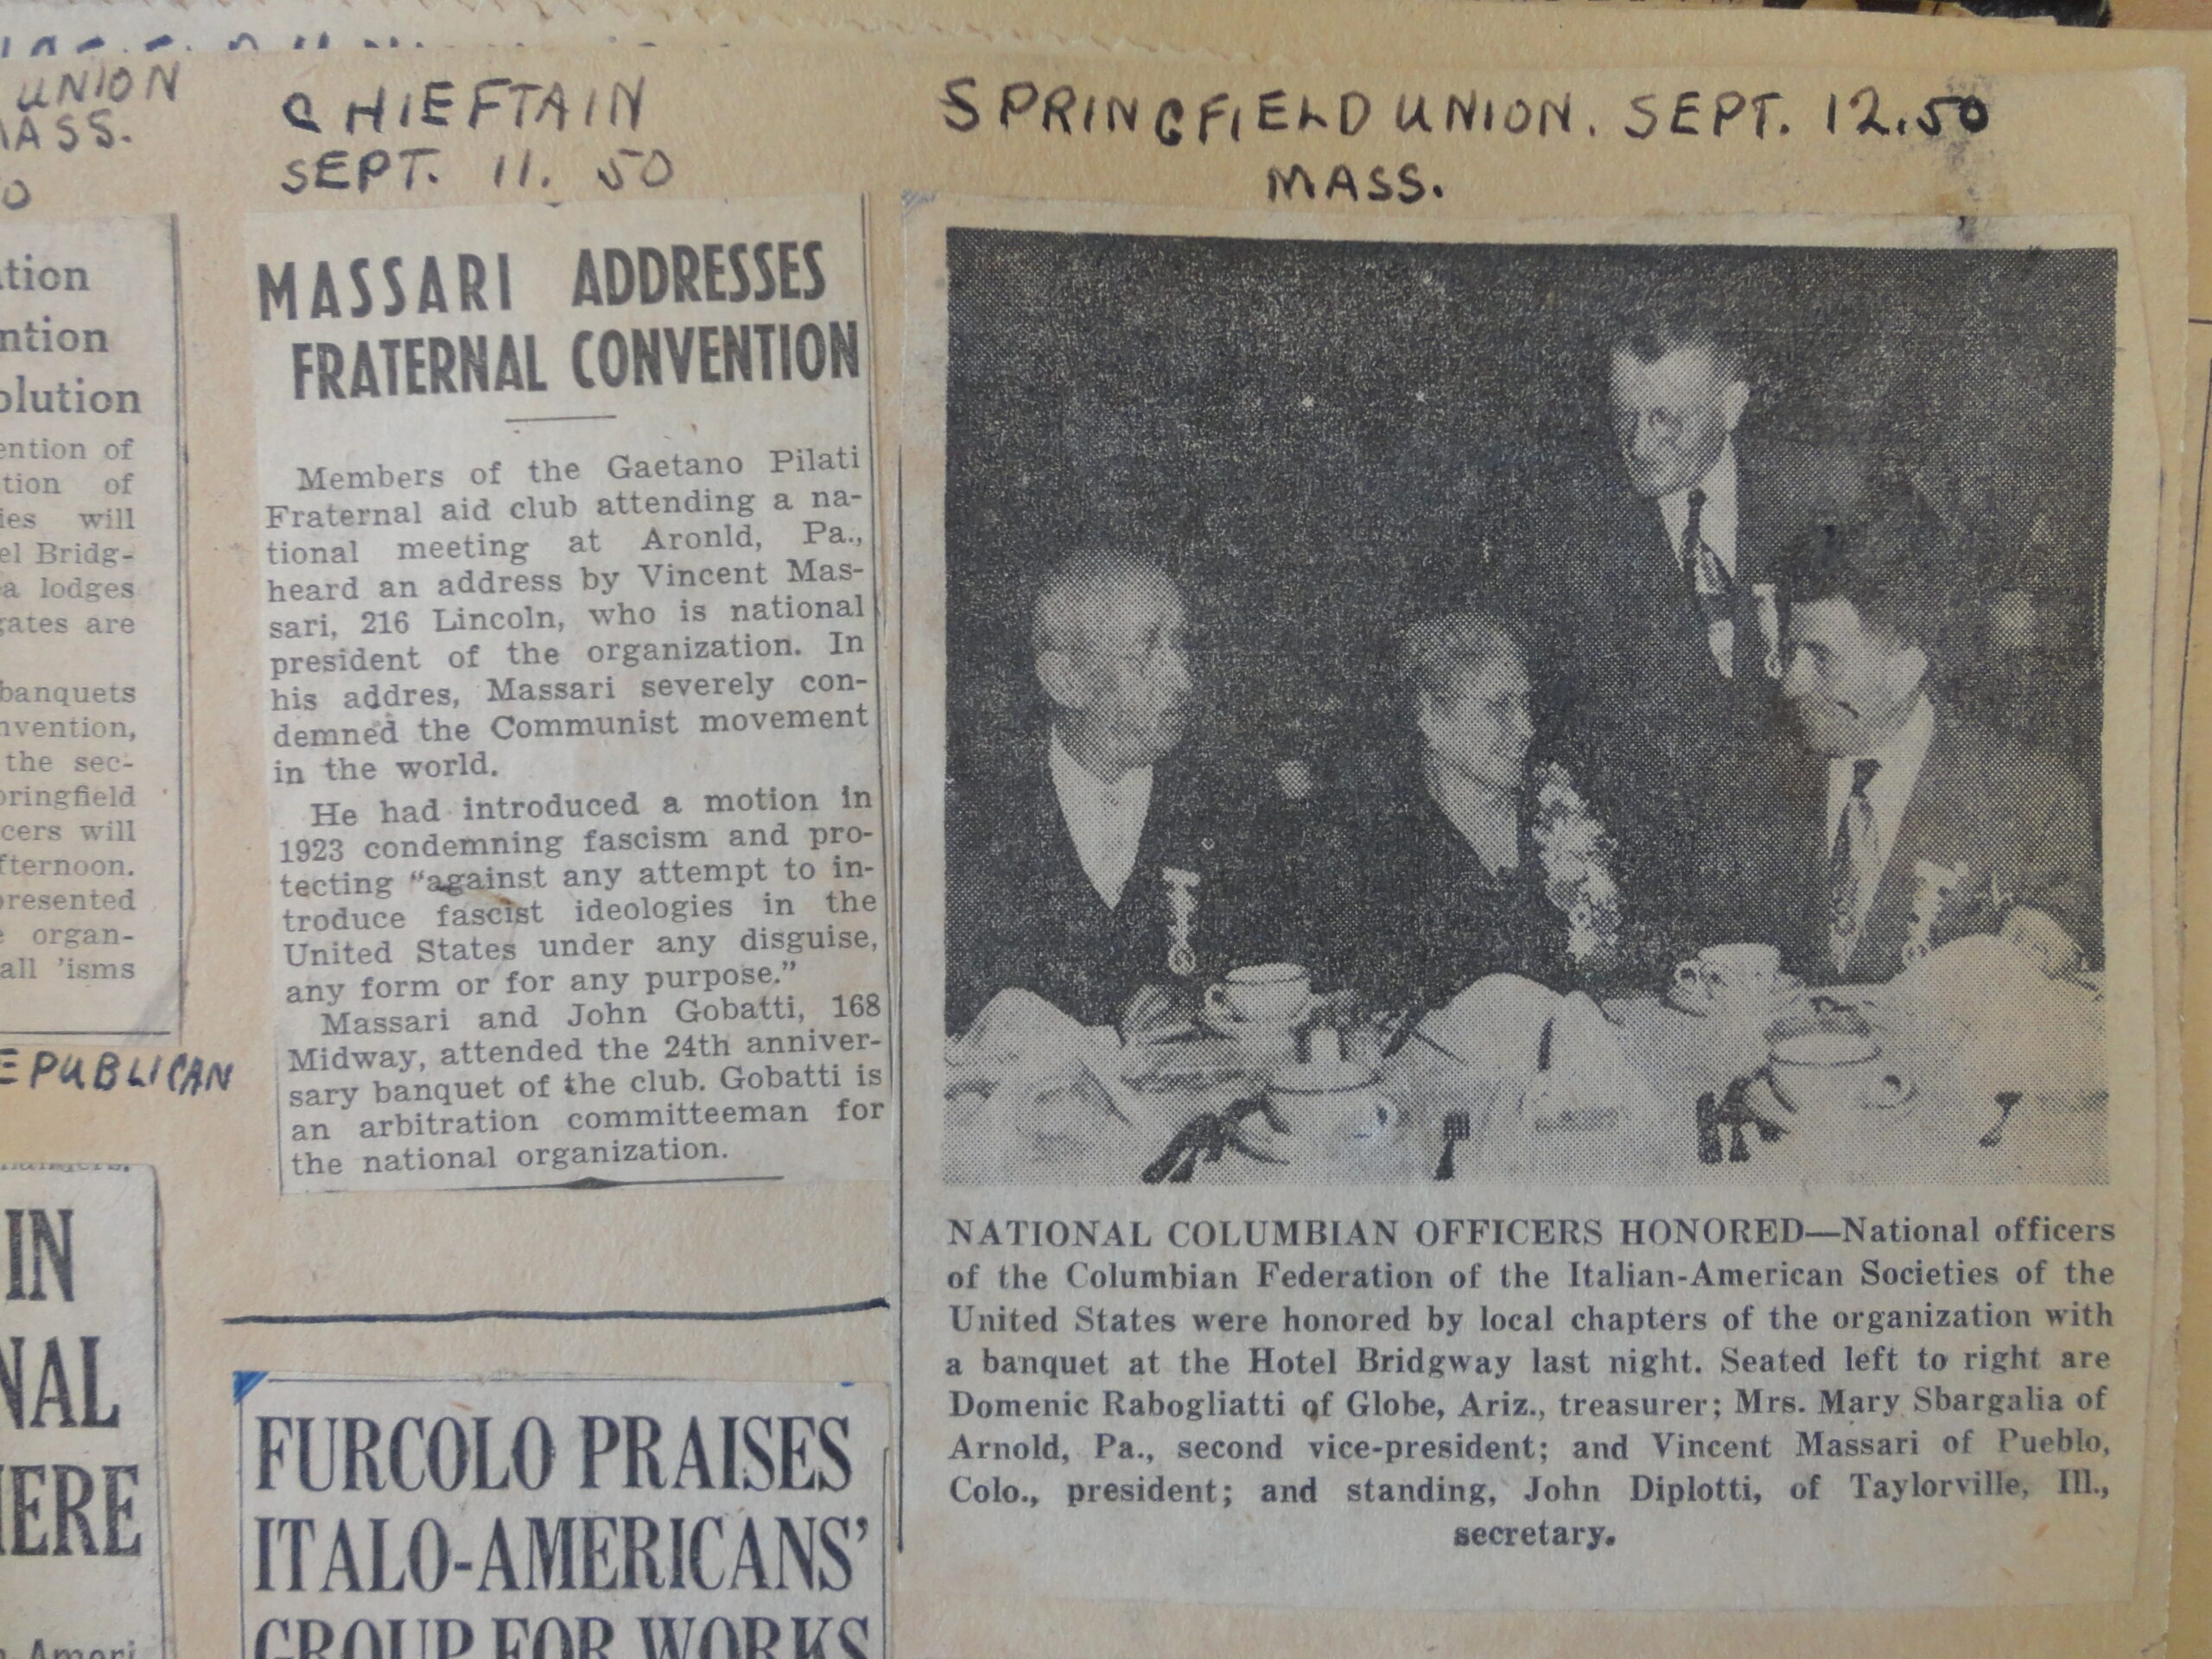 UNION
MASS.
tion
ntion
olution
ention of
tion of
ies will
el Bridg-
a lodges
gates are
banquets
nvention,
the sec-
pringfield
cers will
fternoon.
presented
e organ-
all 'isms
EPUBLICAN
IN
NAL
HERE
CHIEFTAIN
SEPT. 11. 50
MASSARI ADDRESSES
FRATERNAL CONVENTION
Members of the Gaetano Pilati
Fraternal aid club attending a na-
tional meeting at Aronld, Pa.,
heard an address by Vincent Mas-
sari, 216 Lincoln, who is national
president of the organization. In
his addres, Massari severely con-
demned the Communist movement
in the world.
He had introduced a motion in
1923 condemning fascism and pro-
tecting “against any attempt to in-
troduce fascist ideologies in the
United States under any disguise,
any form or for any purpose.”
Massari and John Gobatti, 168
Midway, attended the 24th anniver-
sary banquet of the club. Gobatti is
an arbitration committeeman for
the national organization.
FURCOLO PRAISES
ITALO-AMERICANS’
GROUP FOR WORKS
SPRINGFIELD UNION. SEPT. 12.50
MASS.
NATIONAL COLUMBIAN OFFICERS HONORED—National officers
of the Columbian Federation of the Italian-American Societies of the
United States were honored by local chapters of the organization with
a banquet at the Hotel Bridgway last night. Seated left to right are
Domenic Rabogliatti of Globe, Ariz., treasurer; Mrs. Mary Sbargalia of
Arnold, Pa., second vice-president; and Vincent Massari of Pueblo,
Colo., president; and standing, John Diplotti, of Taylorville, Ill.,
secretary.